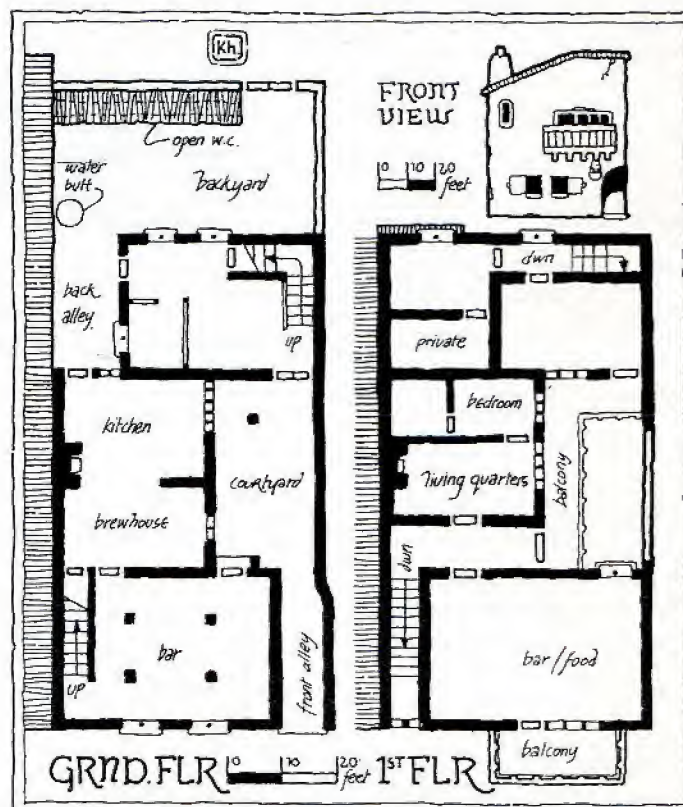 Kh
open w.c.
water
butt
backyard
back
alley
up
kitchen
courtyard
brewhouse
bar
up
front alley
GRND. FLR
0 10 20
feet
FRONT
VIEW
0 10 20
feet
dwn
private
bedroom
living quarters
balcony
dwn
bar/food
balcony
1ST FLR